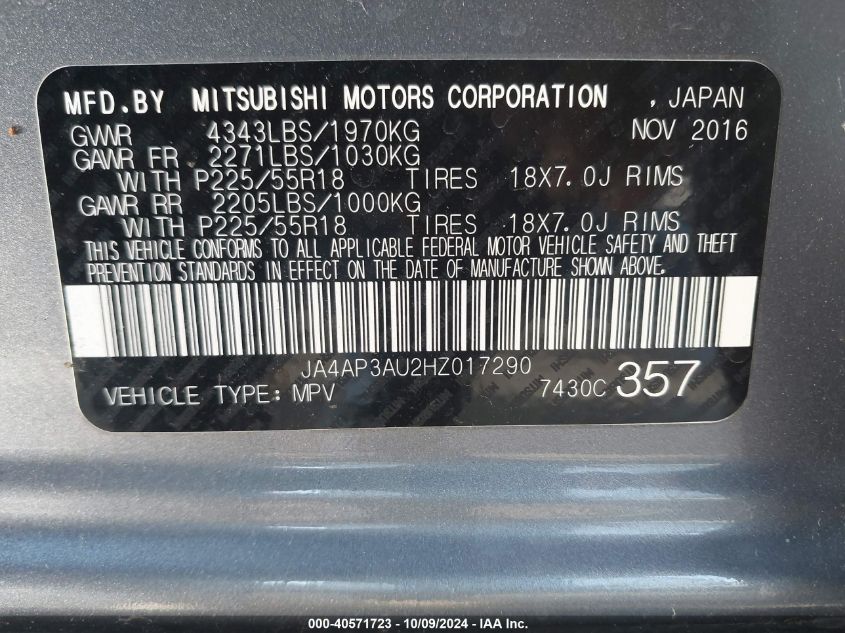 MFD.BY MITSUBISHI MOTORS CORPORATION , JAPAN
GVWR 4343LBS/1970KG NOV 2016
GAWR FR 2271LBS/1030KG
WITH P225/55R18 TIRES 18X7.0J RIMS
GAWR RR 2205LBS/1000KG
WITH P225/55R18 TIRES 18X7.0J RIMS
THIS VEHICLE CONFORMS TO ALL APPLICABLE FEDERAL MOTOR VEHICLE SAFETY AND THEFT
PREVENTION STANDARDS IN EFFECT ON THE DATE OF MANUFACTURE SHOWN ABOVE.
JA4AP3AU2HZ017290
VEHICLE TYPE: MPV 7430C 357
000-40571723 - 10/09/2024 - IAA Inc.